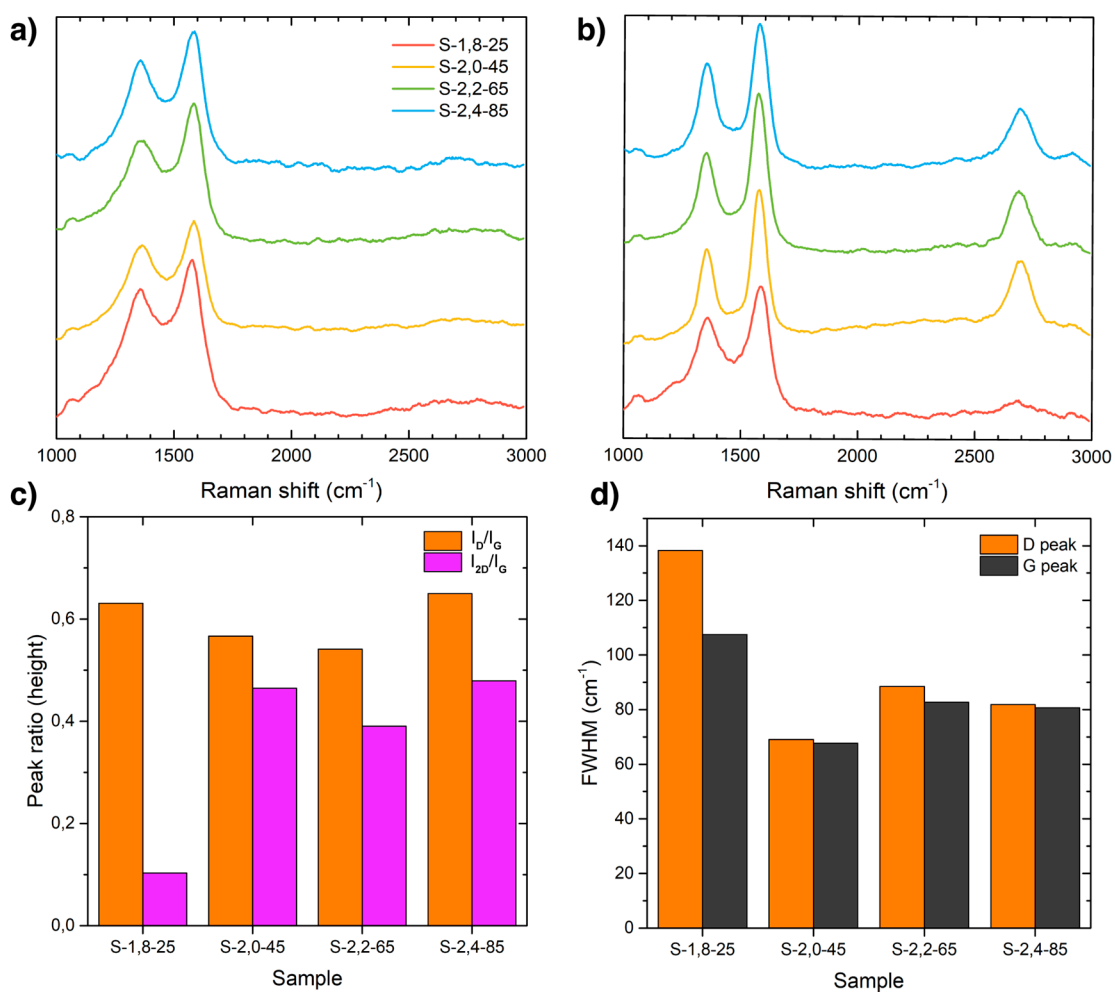 a)
S-1,8-25
S-2,0-45
S-2,2-65
S-2,4-85
1000 1500 2000 2500 3000
Raman shift (cm⁻¹)
b)
1000 1500 2000 2500 3000
Raman shift (cm⁻¹)
c)
I_D/I_G
I_2D/I_G
0,8
0,6
0,4
0,2
0,0
Peak ratio (height)
S-1,8-25 S-2,0-45 S-2,2-65 S-2,4-85
Sample
d)
D peak
G peak
140
120
100
80
60
40
20
0
FWHM (cm⁻¹)
S-1,8-25 S-2,0-45 S-2,2-65 S-2,4-85
Sample